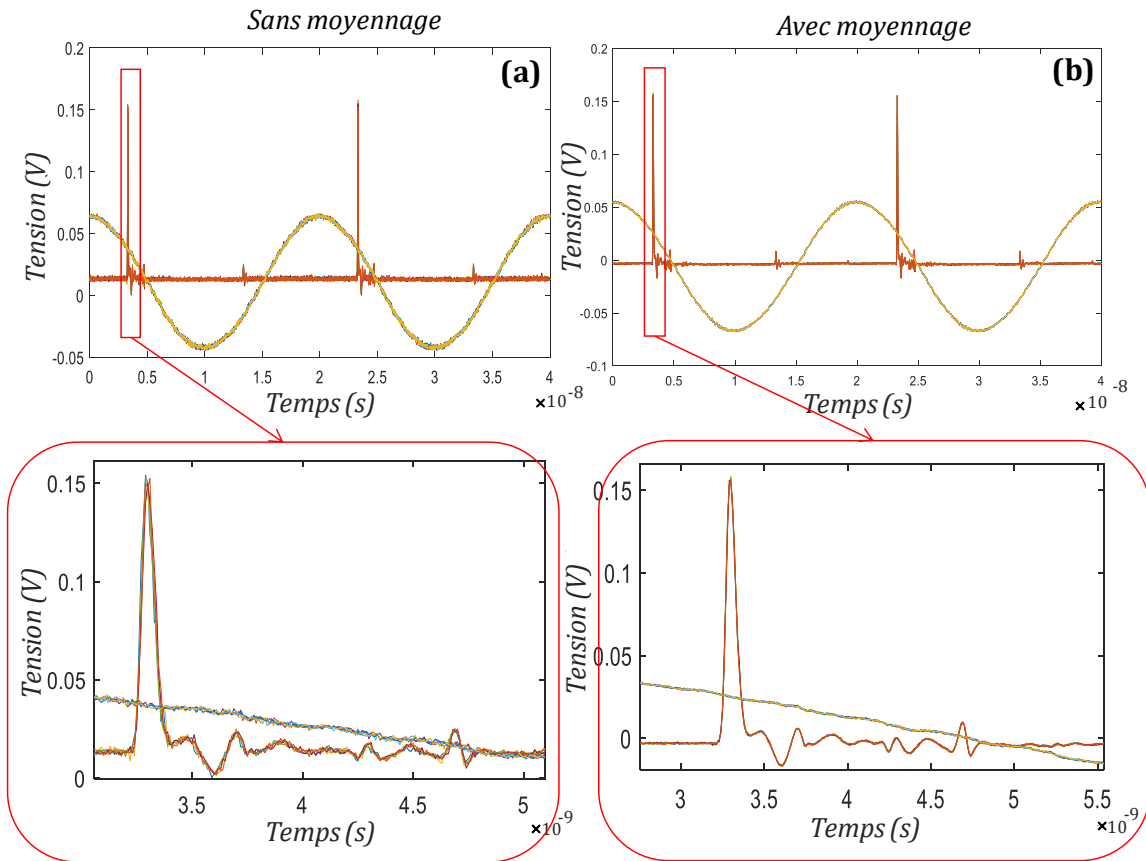 Sans moyennage
Avec moyennage
(a)
0.2
0.15
0.1
0.05
0
-0.05
Tension (V)
0 0.5 1 1.5 2 2.5 3 3.5 4
Temps (s)
×10-8
(b)
0.2
0.15
0.1
0.05
0
-0.05
-0.1
Tension (V)
0 0.5 1 1.5 2 2.5 3 3.5 4
Temps (s)
×10-8
0.15
0.1
0.05
0
Tension (V)
3.5 4 4.5 5
Temps (s)
×10-9
0.15
0.1
0.05
0
Tension (V)
3 3.5 4 4.5 5 5.5
Temps (s)
×10-9